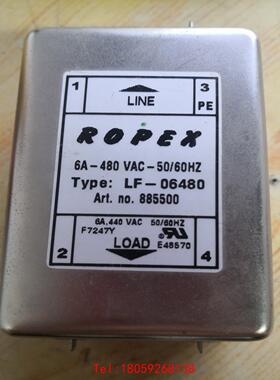 1 3
LINE PE
ROPEX
6A-480 VAC-50/60HZ
Type: LF-06480
Art. no. 885500
6A,440 VAC 50/60HZ
F7247Y
LOAD E48570
2 4
Tel:18059268138